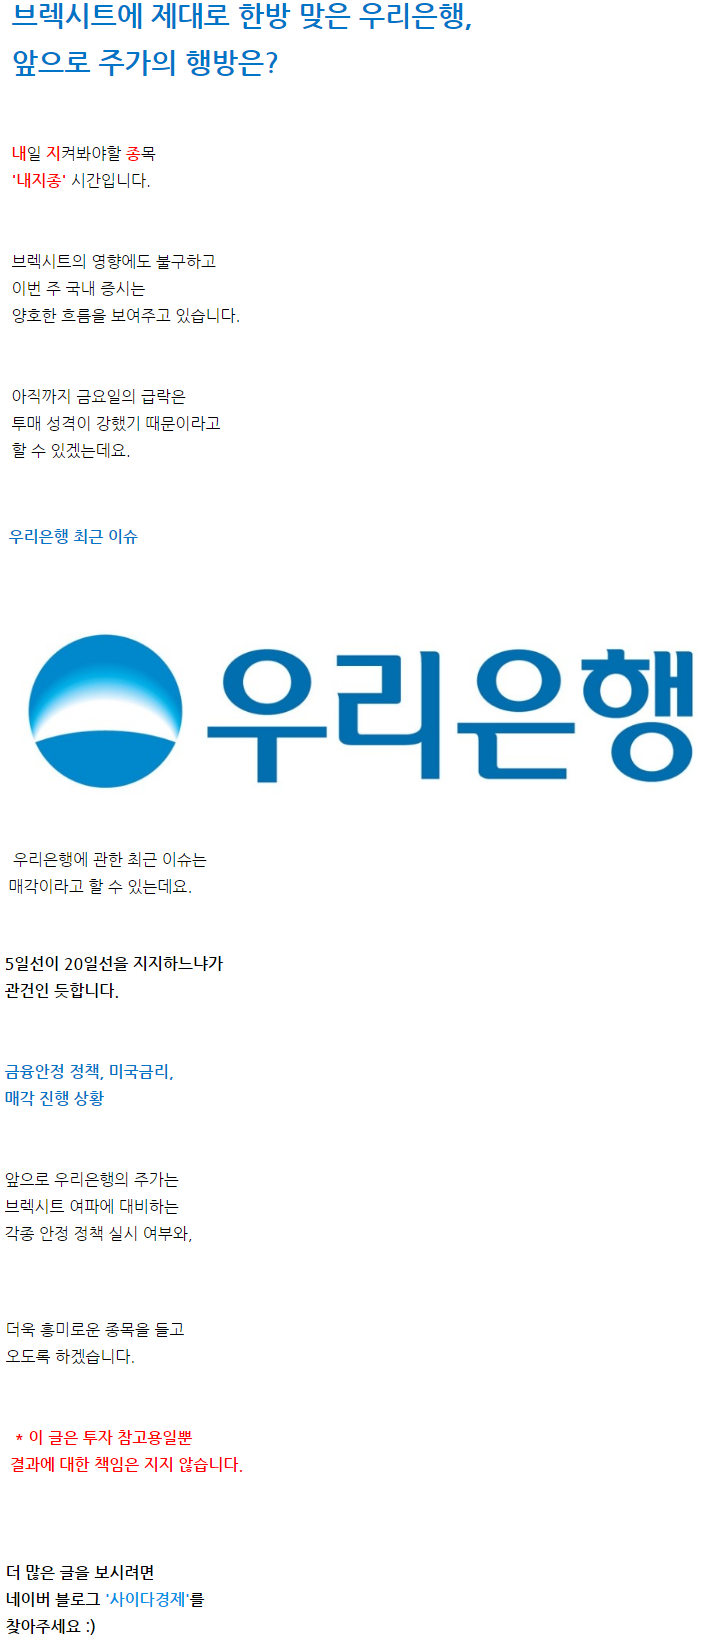 브렉시트에 제대로 한방 맞은 우리은행,
앞으로 주가의 행방은?
내일 지켜봐야할 종목
'내지종' 시간입니다.
브렉시트의 영향에도 불구하고
이번 주 국내 증시는
양호한 흐름을 보여주고 있습니다.
아직까지 금요일의 급락은
투매 성격이 강했기 때문이라고
할 수 있겠는데요.
우리은행 최근 이슈
우리은행
우리은행에 관한 최근 이슈는
매각이라고 할 수 있는데요.
5일선이 20일선을 지지하느냐가
관건인 듯합니다.
금융안정 정책, 미국금리,
매각 진행 상황
앞으로 우리은행의 주가는
브렉시트 여파에 대비하는
각종 안정 정책 실시 여부와,
더욱 흥미로운 종목을 들고
오도록 하겠습니다.
* 이 글은 투자 참고용일뿐
결과에 대한 책임은 지지 않습니다.
더 많은 글을 보시려면
네이버 블로그 '사이다경제'를
찾아주세요 :)